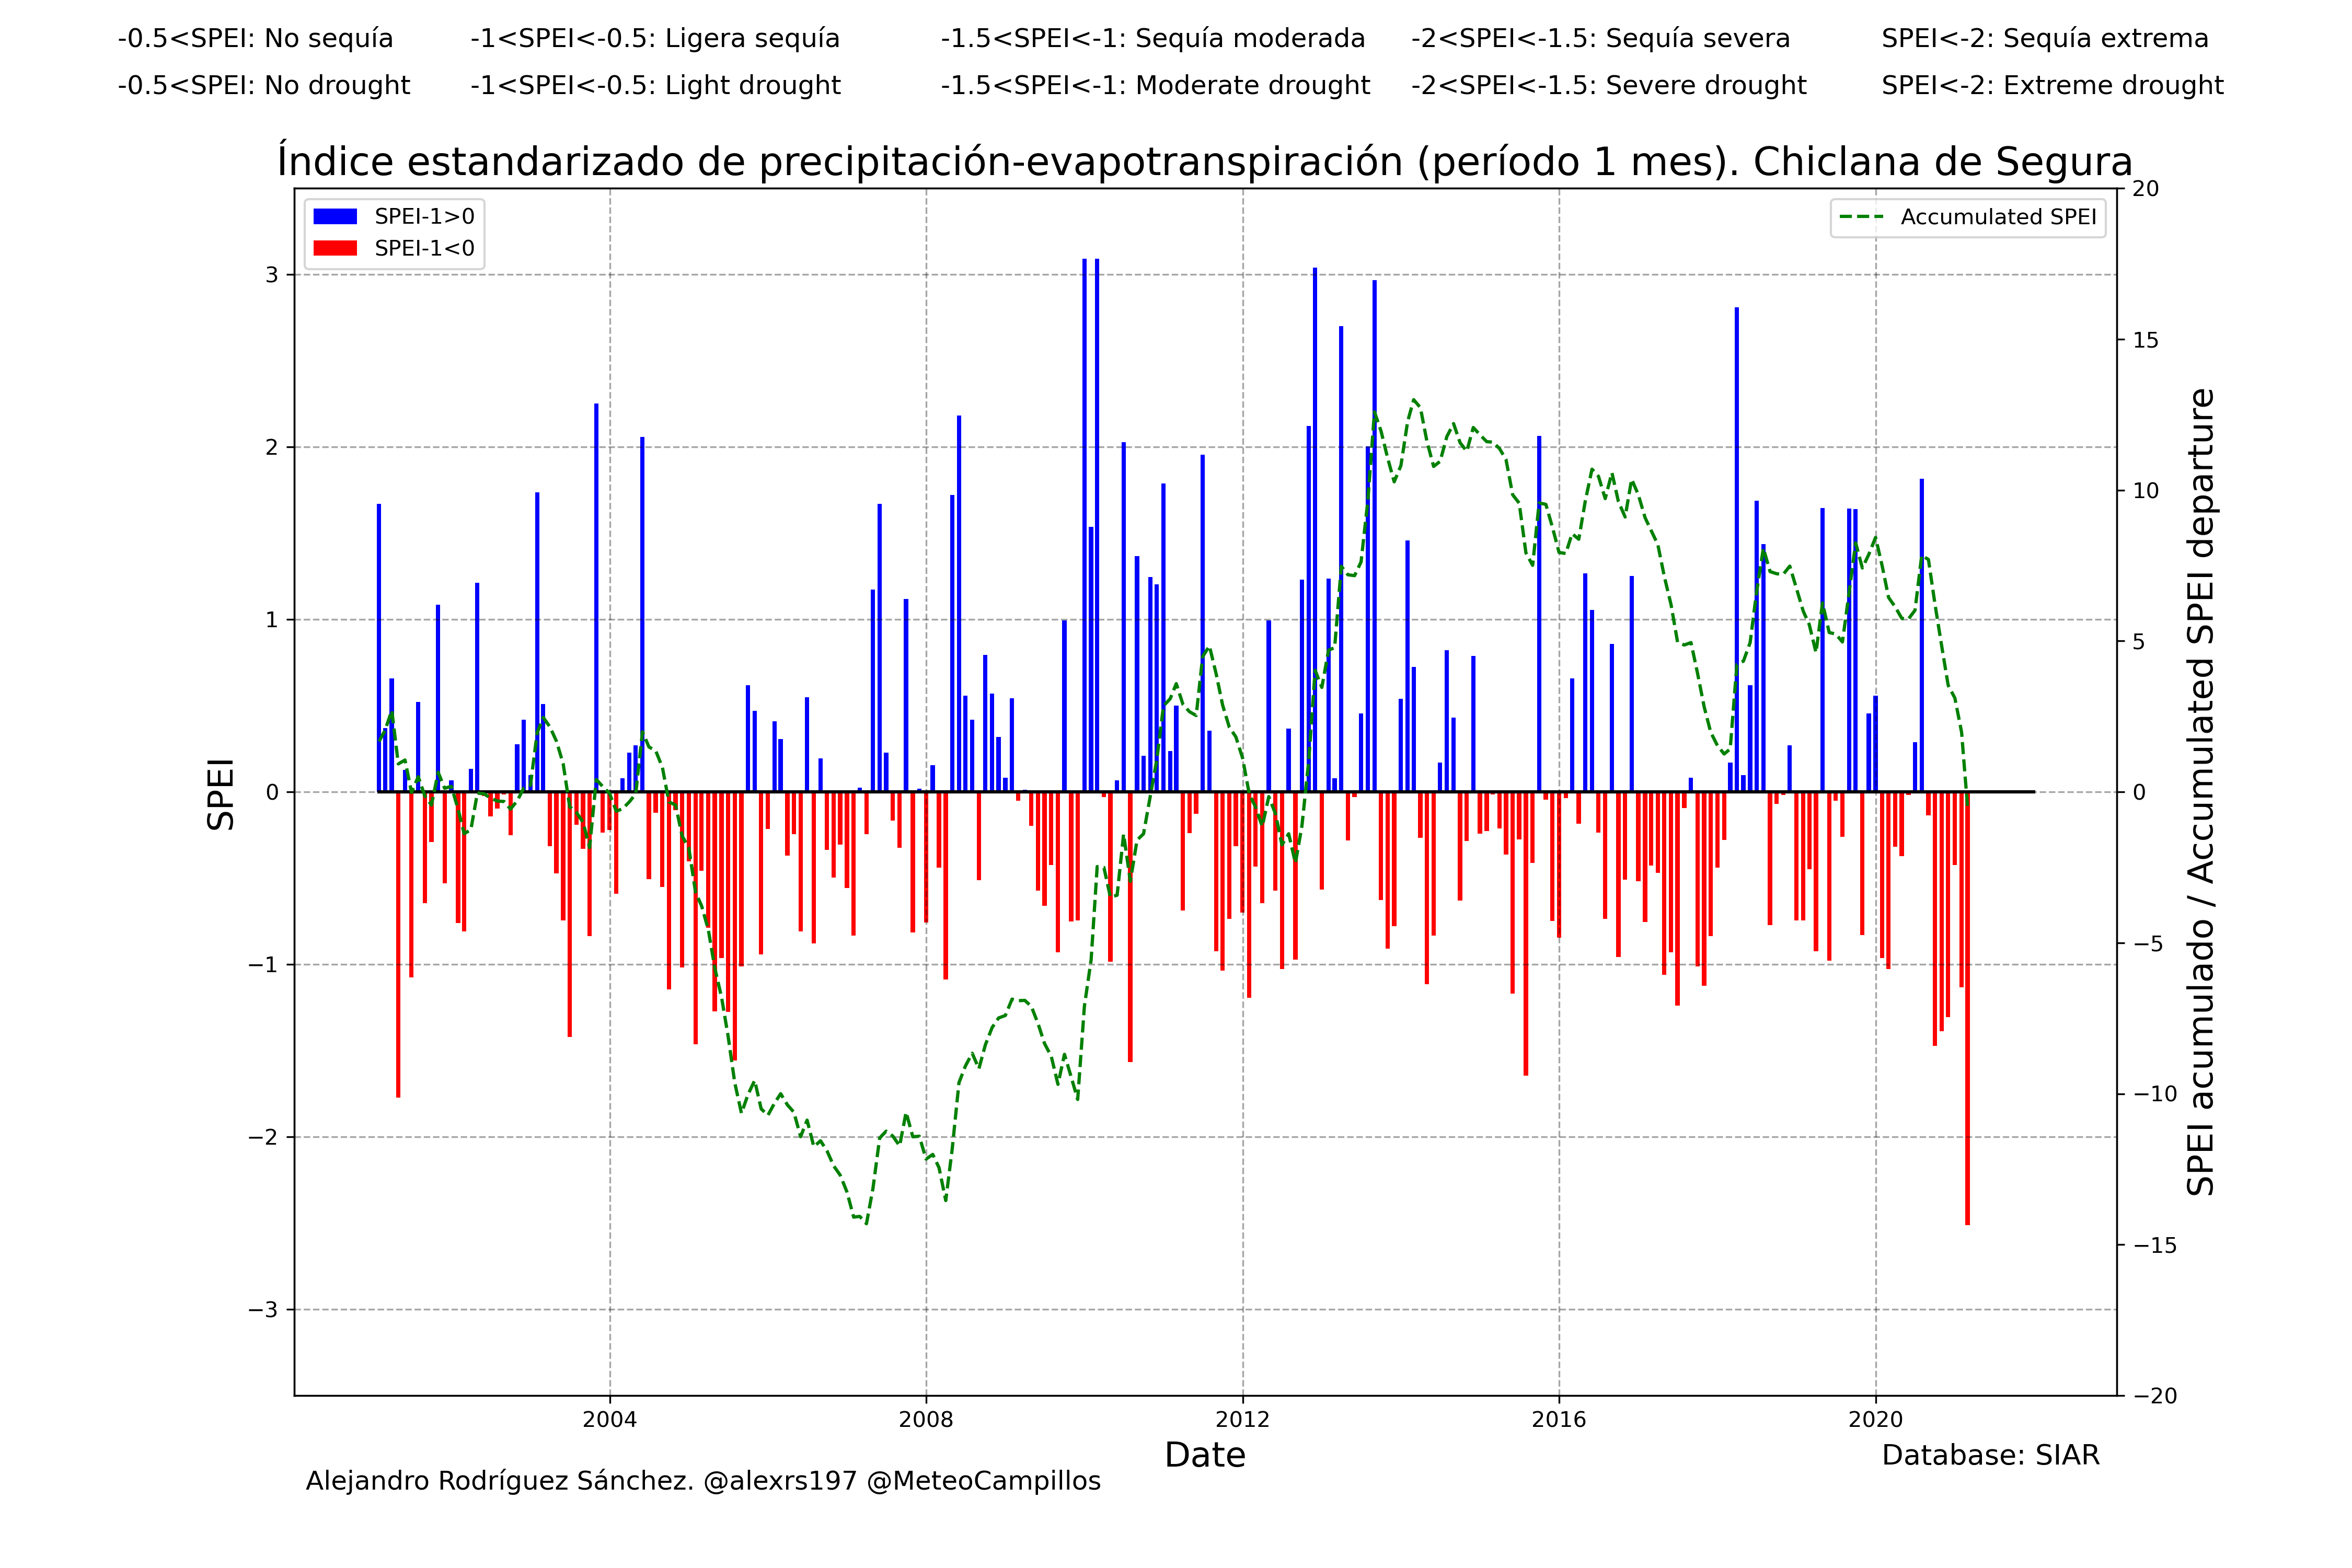 -0.5<SPEI: No sequía -1<SPEI<-0.5: Ligera sequía -1.5<SPEI<-1: Sequía moderada -2<SPEI<-1.5: Sequía severa SPEI<-2: Sequía extrema
-0.5<SPEI: No drought -1<SPEI<-0.5: Light drought -1.5<SPEI<-1: Moderate drought -2<SPEI<-1.5: Severe drought SPEI<-2: Extreme drought
Índice estandarizado de precipitación-evapotranspiración (período 1 mes). Chiclana de Segura
SPEI-1>0
SPEI-1<0
Accumulated SPEI
SPEI
3
2
1
0
−1
−2
−3
20
15
10
5
0
−5
−10
−15
−20
SPEI acumulado / Accumulated SPEI departure
2004 2008 2012 2016 2020
Date
Database: SIAR
Alejandro Rodríguez Sánchez. @alexrs197 @MeteoCampillos